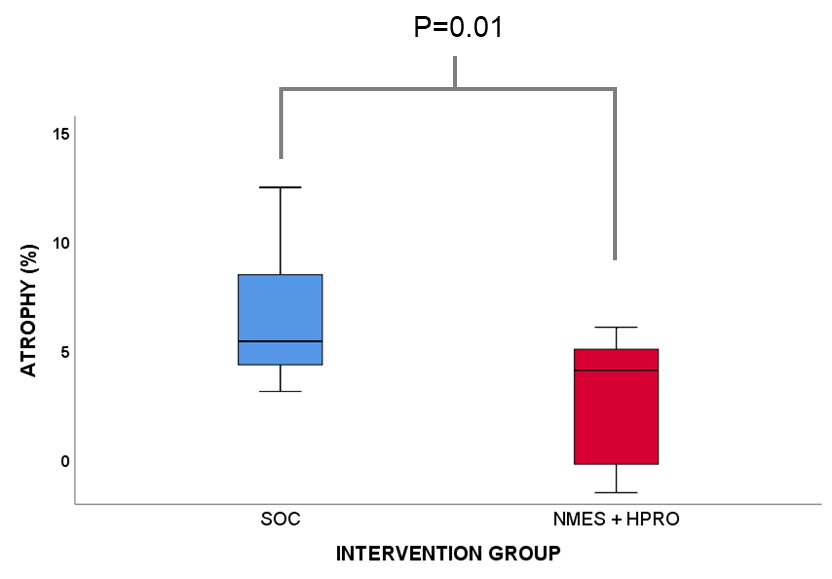 P=0.01
15
10
5
0
ATROPHY (%)
SOC
NMES + HPRO
INTERVENTION GROUP